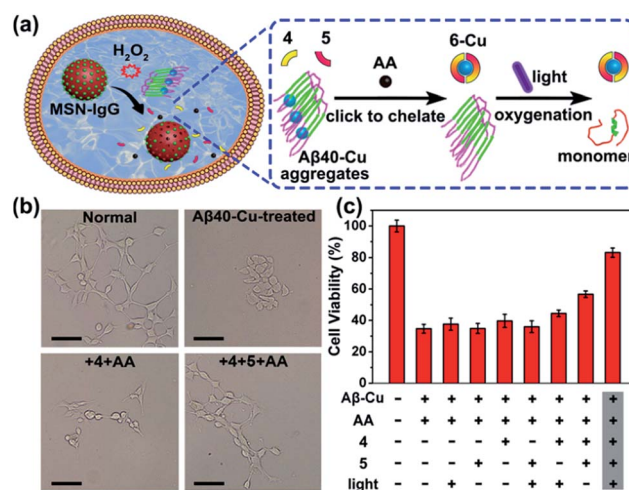 (a)
H₂O₂
MSN-IgG
4 5
AA
click to chelate
Aβ40-Cu
aggregates
6-Cu
light
oxygenation
monomer
(b)
Normal
Aβ40-Cu-treated
+4+AA
+4+5+AA
(c)
Cell Viability (%)
100
80
60
40
20
0
Aβ-Cu - + + + + + + + +
AA - + + + + + + + +
4 - - - - + - + + +
5 - - - + - + - + +
light - - + - - + + - +